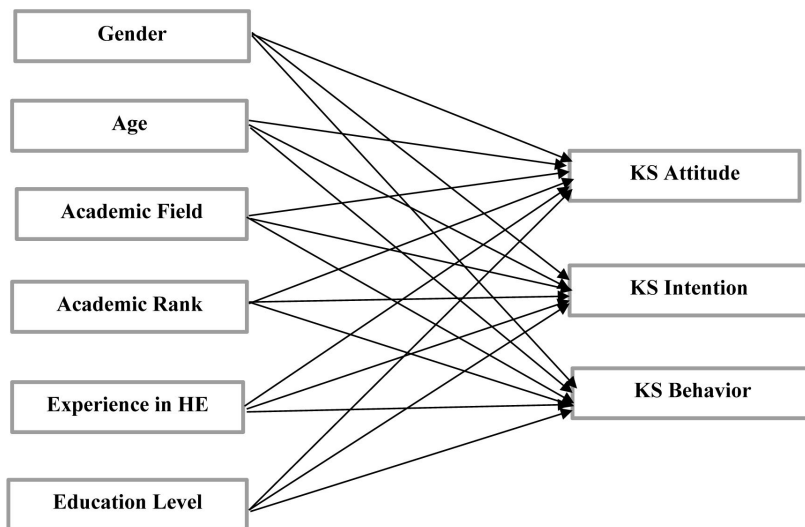 Gender
Age
Academic Field
Academic Rank
Experience in HE
Education Level
KS Attitude
KS Intention
KS Behavior